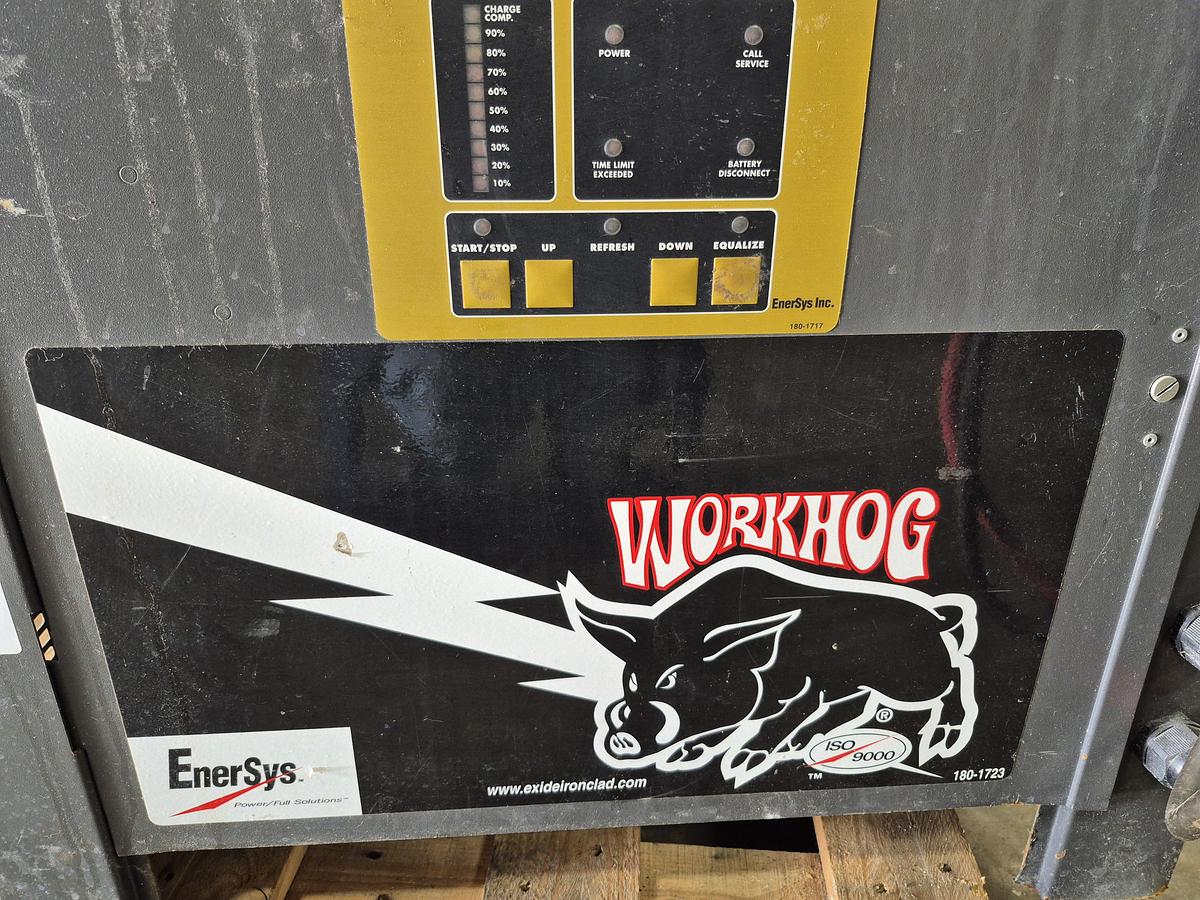 CHARGE
COMP.
90%
80%
70%
60%
50%
40%
30%
20%
10%
POWER
CALL
SERVICE
TIME LIMIT
EXCEEDED
BATTERY
DISCONNECT
START/STOP UP REFRESH DOWN EQUALIZE
EnerSys Inc.
180-1717
WORKHOG
®
ISO
9000
™
180-1723
www.exideironclad.com
EnerSys
Power/Full Solutions™